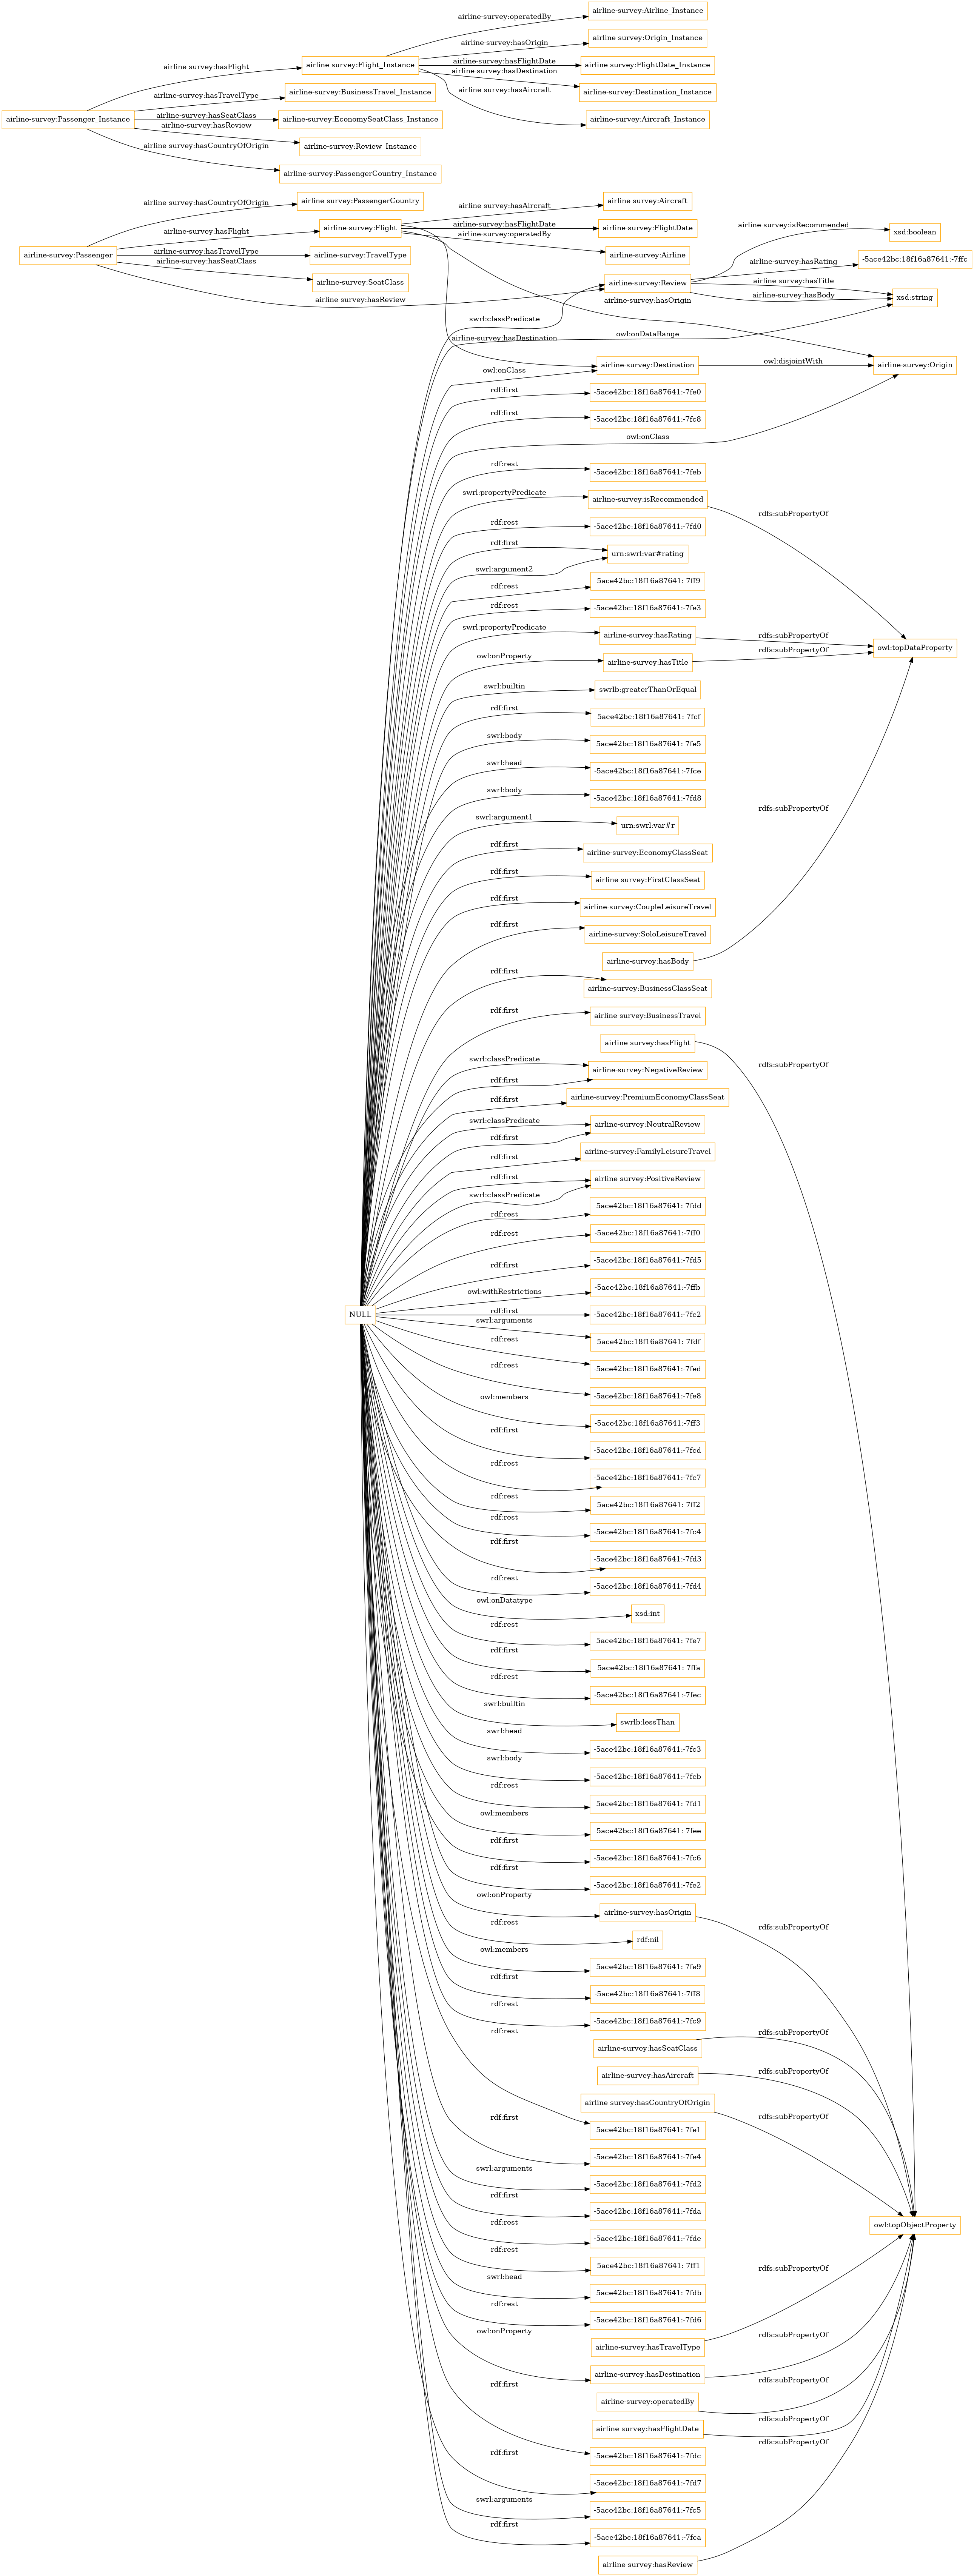 airline-survey:Airline_Instance
airline-survey:operatedBy
airline-survey:Origin_Instance
airline-survey:hasOrigin
airline-survey:Flight_Instance
airline-survey:hasFlightDate
airline-survey:FlightDate_Instance
airline-survey:hasFlight
airline-survey:hasDestination
airline-survey:Destination_Instance
airline-survey:hasTravelType
airline-survey:BusinessTravel_Instance
airline-survey:hasAircraft
airline-survey:Passenger_Instance
airline-survey:hasSeatClass
airline-survey:EconomySeatClass_Instance
airline-survey:Aircraft_Instance
airline-survey:hasReview
airline-survey:Review_Instance
airline-survey:hasCountryOfOrigin
airline-survey:PassengerCountry_Instance
airline-survey:hasCountryOfOrigin
airline-survey:PassengerCountry
airline-survey:hasAircraft
airline-survey:Aircraft
airline-survey:hasFlight
airline-survey:Flight
airline-survey:hasFlightDate
airline-survey:FlightDate
airline-survey:isRecommended
xsd:boolean
airline-survey:operatedBy
airline-survey:Passenger
airline-survey:hasTravelType
airline-survey:TravelType
airline-survey:Airline
airline-survey:hasSeatClass
airline-survey:hasRating
-5ace42bc:18f16a87641:-7ffc
airline-survey:SeatClass
airline-survey:Review
airline-survey:hasTitle
airline-survey:hasReview
airline-survey:hasOrigin
airline-survey:hasBody
xsd:string
swrl:classPredicate
owl:onDataRange
airline-survey:hasDestination
owl:onClass
airline-survey:Destination
owl:disjointWith
airline-survey:Origin
rdf:first
-5ace42bc:18f16a87641:-7fe0
rdf:first
-5ace42bc:18f16a87641:-7fc8
owl:onClass
rdf:rest
-5ace42bc:18f16a87641:-7feb
swrl:propertyPredicate
airline-survey:isRecommended
rdfs:subPropertyOf
rdf:rest
-5ace42bc:18f16a87641:-7fd0
rdf:first
urn:swrl:var#rating
swrl:argument2
rdf:rest
-5ace42bc:18f16a87641:-7ff9
rdf:rest
-5ace42bc:18f16a87641:-7fe3
swrl:propertyPredicate
airline-survey:hasRating
rdfs:subPropertyOf
owl:topDataProperty
owl:onProperty
airline-survey:hasTitle
rdfs:subPropertyOf
swrl:builtin
swrlb:greaterThanOrEqual
rdf:first
-5ace42bc:18f16a87641:-7fcf
swrl:body
-5ace42bc:18f16a87641:-7fe5
swrl:head
-5ace42bc:18f16a87641:-7fce
swrl:body
-5ace42bc:18f16a87641:-7fd8
rdfs:subPropertyOf
swrl:argument1
urn:swrl:var#r
rdf:first
airline-survey:EconomyClassSeat
rdf:first
airline-survey:FirstClassSeat
rdf:first
airline-survey:CoupleLeisureTravel
rdf:first
airline-survey:SoloLeisureTravel
airline-survey:hasBody
rdf:first
airline-survey:BusinessClassSeat
rdf:first
airline-survey:BusinessTravel
airline-survey:hasFlight
rdfs:subPropertyOf
swrl:classPredicate
airline-survey:NegativeReview
rdf:first
rdf:first
airline-survey:PremiumEconomyClassSeat
swrl:classPredicate
airline-survey:NeutralReview
rdf:first
rdf:first
airline-survey:FamilyLeisureTravel
rdf:first
airline-survey:PositiveReview
swrl:classPredicate
rdf:rest
-5ace42bc:18f16a87641:-7fdd
rdf:rest
-5ace42bc:18f16a87641:-7ff0
rdf:first
-5ace42bc:18f16a87641:-7fd5
owl:withRestrictions
-5ace42bc:18f16a87641:-7ffb
NULL
rdf:first
-5ace42bc:18f16a87641:-7fc2
swrl:arguments
-5ace42bc:18f16a87641:-7fdf
rdf:rest
-5ace42bc:18f16a87641:-7fed
rdf:rest
-5ace42bc:18f16a87641:-7fe8
owl:members
-5ace42bc:18f16a87641:-7ff3
rdf:first
-5ace42bc:18f16a87641:-7fcd
rdf:rest
-5ace42bc:18f16a87641:-7fc7
rdf:rest
-5ace42bc:18f16a87641:-7ff2
rdf:rest
-5ace42bc:18f16a87641:-7fc4
rdf:first
-5ace42bc:18f16a87641:-7fd3
rdf:rest
-5ace42bc:18f16a87641:-7fd4
owl:onDatatype
xsd:int
rdf:rest
-5ace42bc:18f16a87641:-7fe7
rdf:first
-5ace42bc:18f16a87641:-7ffa
rdf:rest
-5ace42bc:18f16a87641:-7fec
swrl:builtin
swrlb:lessThan
swrl:head
-5ace42bc:18f16a87641:-7fc3
swrl:body
-5ace42bc:18f16a87641:-7fcb
rdf:rest
-5ace42bc:18f16a87641:-7fd1
owl:members
-5ace42bc:18f16a87641:-7fee
rdf:first
-5ace42bc:18f16a87641:-7fc6
rdf:first
-5ace42bc:18f16a87641:-7fe2
owl:onProperty
airline-survey:hasOrigin
rdfs:subPropertyOf
rdf:rest
rdf:nil
owl:members
-5ace42bc:18f16a87641:-7fe9
rdf:first
-5ace42bc:18f16a87641:-7ff8
rdf:rest
-5ace42bc:18f16a87641:-7fc9
rdf:rest
airline-survey:hasSeatClass
rdfs:subPropertyOf
airline-survey:hasAircraft
rdfs:subPropertyOf
airline-survey:hasCountryOfOrigin
rdfs:subPropertyOf
-5ace42bc:18f16a87641:-7fe1
rdf:first
-5ace42bc:18f16a87641:-7fe4
swrl:arguments
-5ace42bc:18f16a87641:-7fd2
rdf:first
-5ace42bc:18f16a87641:-7fda
owl:topObjectProperty
rdf:rest
-5ace42bc:18f16a87641:-7fde
rdf:rest
-5ace42bc:18f16a87641:-7ff1
rdfs:subPropertyOf
swrl:head
-5ace42bc:18f16a87641:-7fdb
rdf:rest
-5ace42bc:18f16a87641:-7fd6
owl:onProperty
airline-survey:hasTravelType
rdfs:subPropertyOf
airline-survey:hasDestination
rdfs:subPropertyOf
rdf:first
airline-survey:operatedBy
rdfs:subPropertyOf
airline-survey:hasFlightDate
rdfs:subPropertyOf
-5ace42bc:18f16a87641:-7fdc
rdf:first
-5ace42bc:18f16a87641:-7fd7
swrl:arguments
-5ace42bc:18f16a87641:-7fc5
rdf:first
-5ace42bc:18f16a87641:-7fca
airline-survey:hasReview